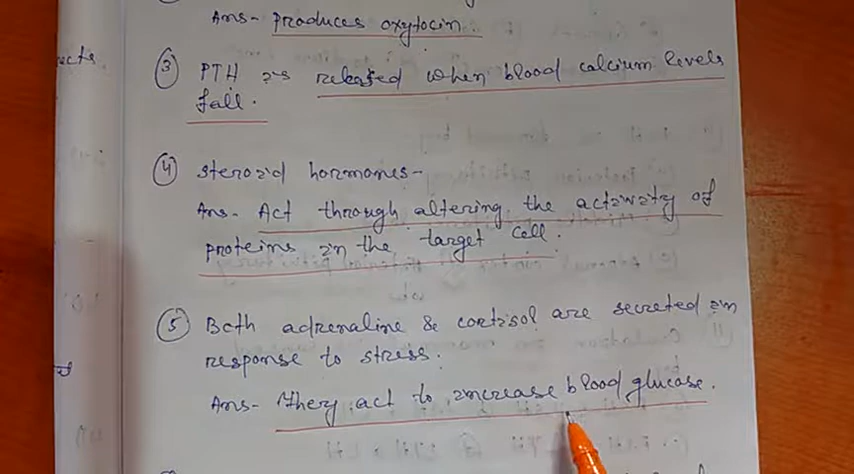 Ans- Produces oxytocin.
ects.
③ PTH is released when blood calcium levels
fall.
④ Steroid hormones-
Ans- Act through altering the activity of
proteins in the target cell.
⑤ Both adrenaline & cortisol are secreted in
response to stress.
Ans- They act to increase blood glucose.